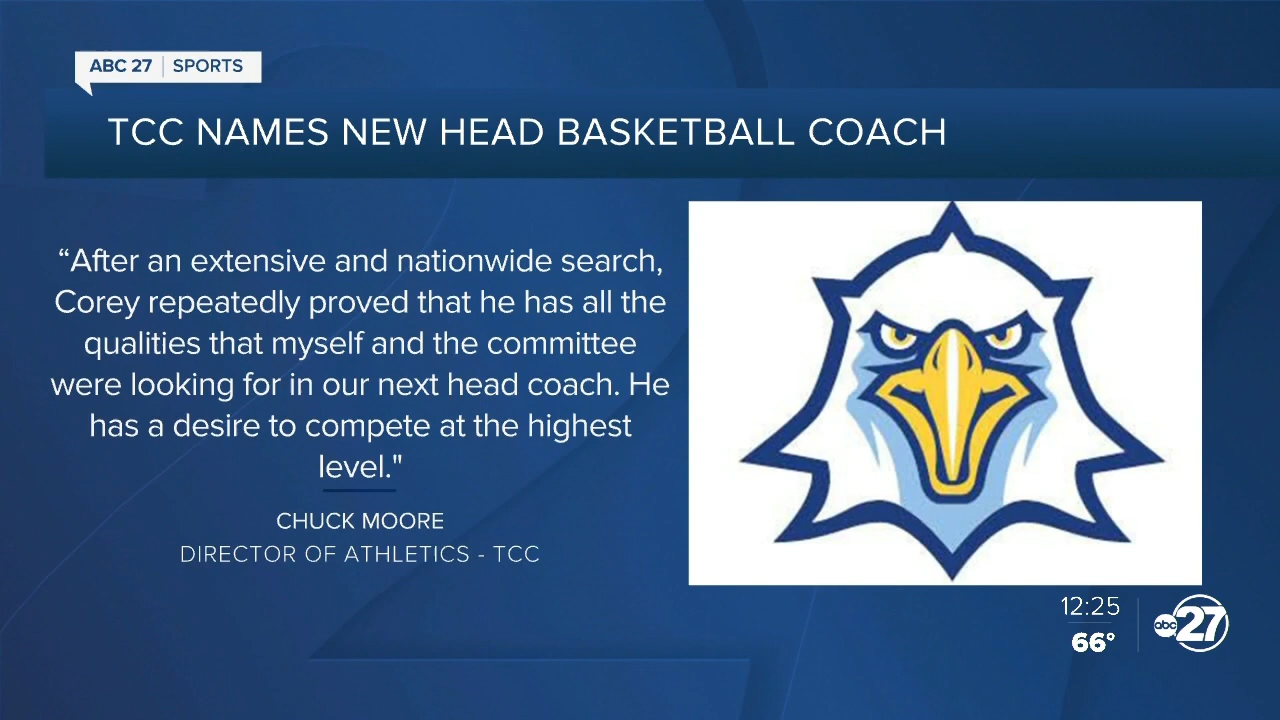 ABC 27 | SPORTS
TCC NAMES NEW HEAD BASKETBALL COACH
“After an extensive and nationwide search,
Corey repeatedly proved that he has all the
qualities that myself and the committee
were looking for in our next head coach. He
has a desire to compete at the highest
level."
CHUCK MOORE
DIRECTOR OF ATHLETICS - TCC
12:25
66°
abc 27